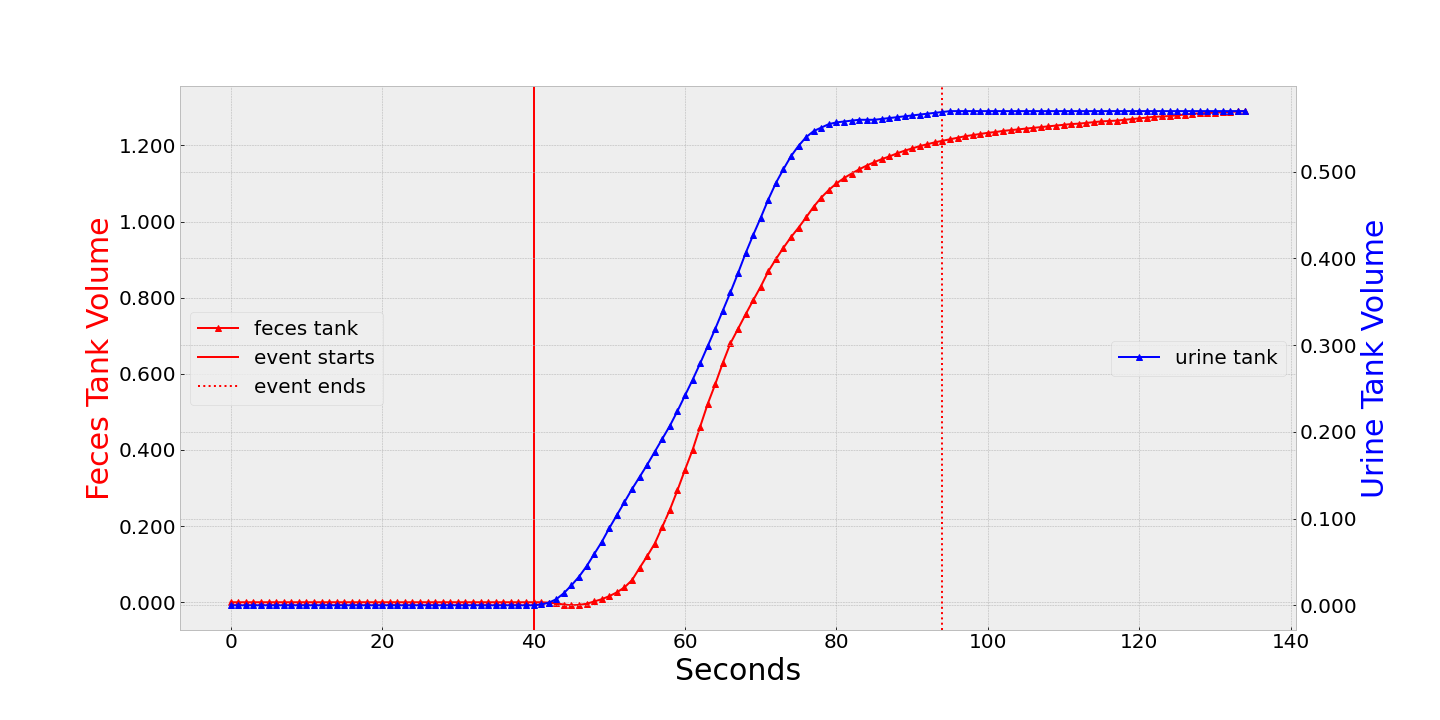 Feces Tank Volume
1.200
1.000
0.800
0.600
0.400
0.200
0.000
feces tank
event starts
event ends
urine tank
0.500
0.400
0.300
0.200
0.100
0.000
Urine Tank Volume
0 20 40 60 80 100 120 140
Seconds